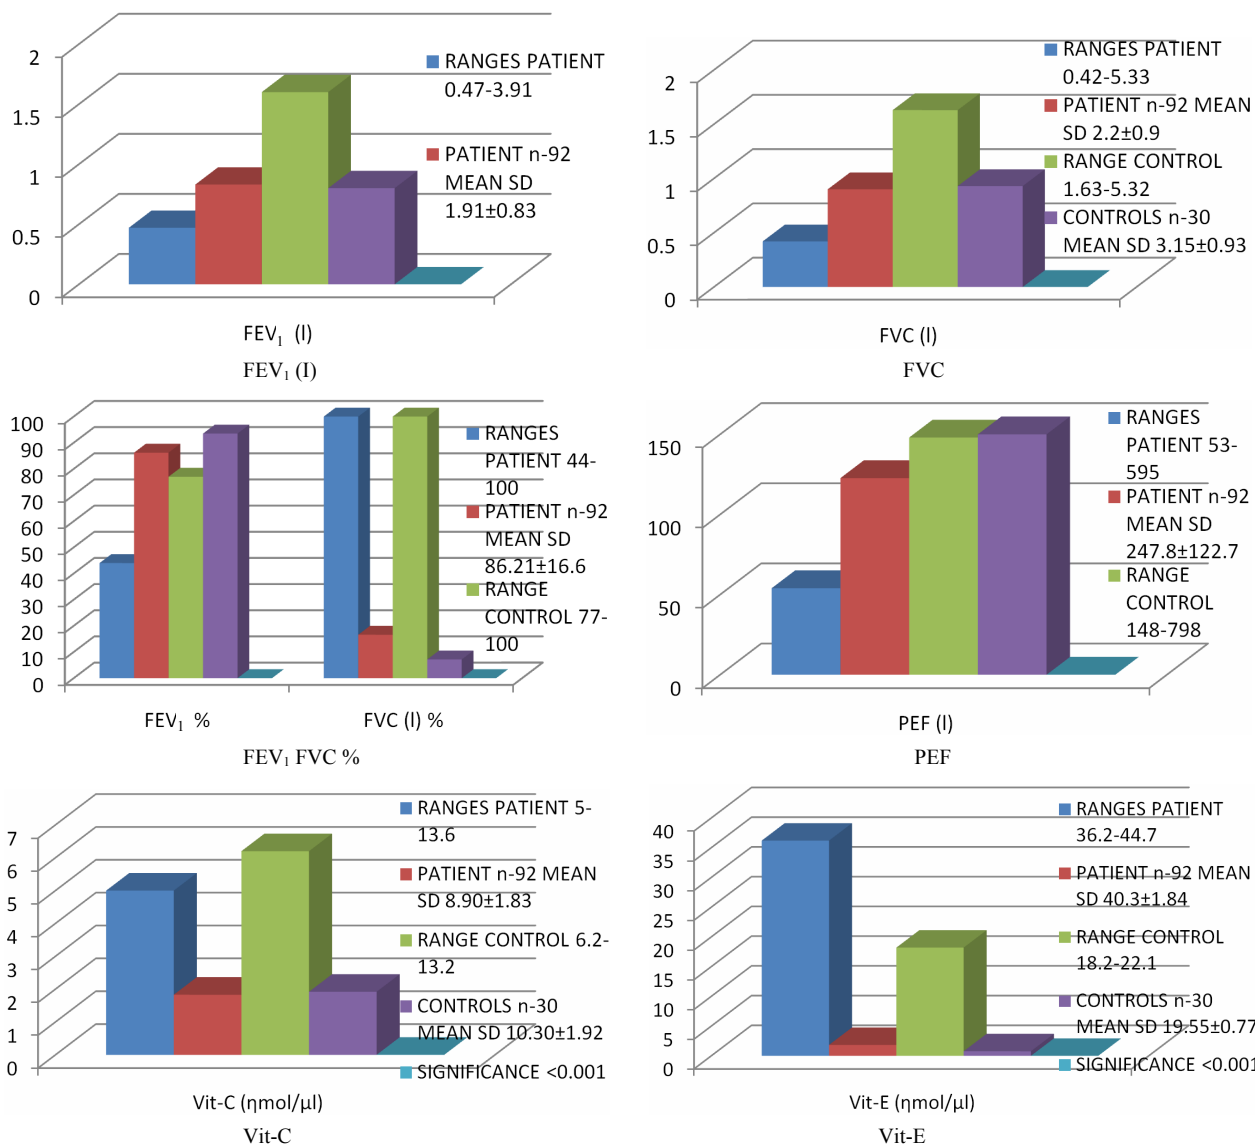 2
1.5
1
0.5
0
RANGES PATIENT
0.47-3.91
PATIENT n-92
MEAN SD
1.91±0.83
FEV₁ (l)
FEV₁ (I)
2
1.5
1
0.5
0
RANGES PATIENT
0.42-5.33
PATIENT n-92 MEAN
SD 2.2±0.9
RANGE CONTROL
1.63-5.32
CONTROLS n-30
MEAN SD 3.15±0.93
FVC (l)
FVC
100
90
80
70
60
50
40
30
20
10
0
RANGES
PATIENT 44-
100
PATIENT n-92
MEAN SD
86.21±16.6
RANGE
CONTROL 77-
100
FEV₁ %
FVC (l) %
FEV₁ FVC %
150
100
50
0
RANGES
PATIENT 53-
595
PATIENT n-92
MEAN SD
247.8±122.7
RANGE
CONTROL
148-798
PEF (l)
PEF
7
6
5
4
3
2
1
0
RANGES PATIENT 5-
13.6
PATIENT n-92 MEAN
SD 8.90±1.83
RANGE CONTROL 6.2-
13.2
CONTROLS n-30
MEAN SD 10.30±1.92
SIGNIFICANCE <0.001
Vit-C (ηmol/μl)
Vit-C
40
35
30
25
20
15
10
5
0
RANGES PATIENT
36.2-44.7
PATIENT n-92 MEAN
SD 40.3±1.84
RANGE CONTROL
18.2-22.1
CONTROLS n-30
MEAN SD 19.55±0.77
SIGNIFICANCE <0.001
Vit-E (ηmol/μl)
Vit-E